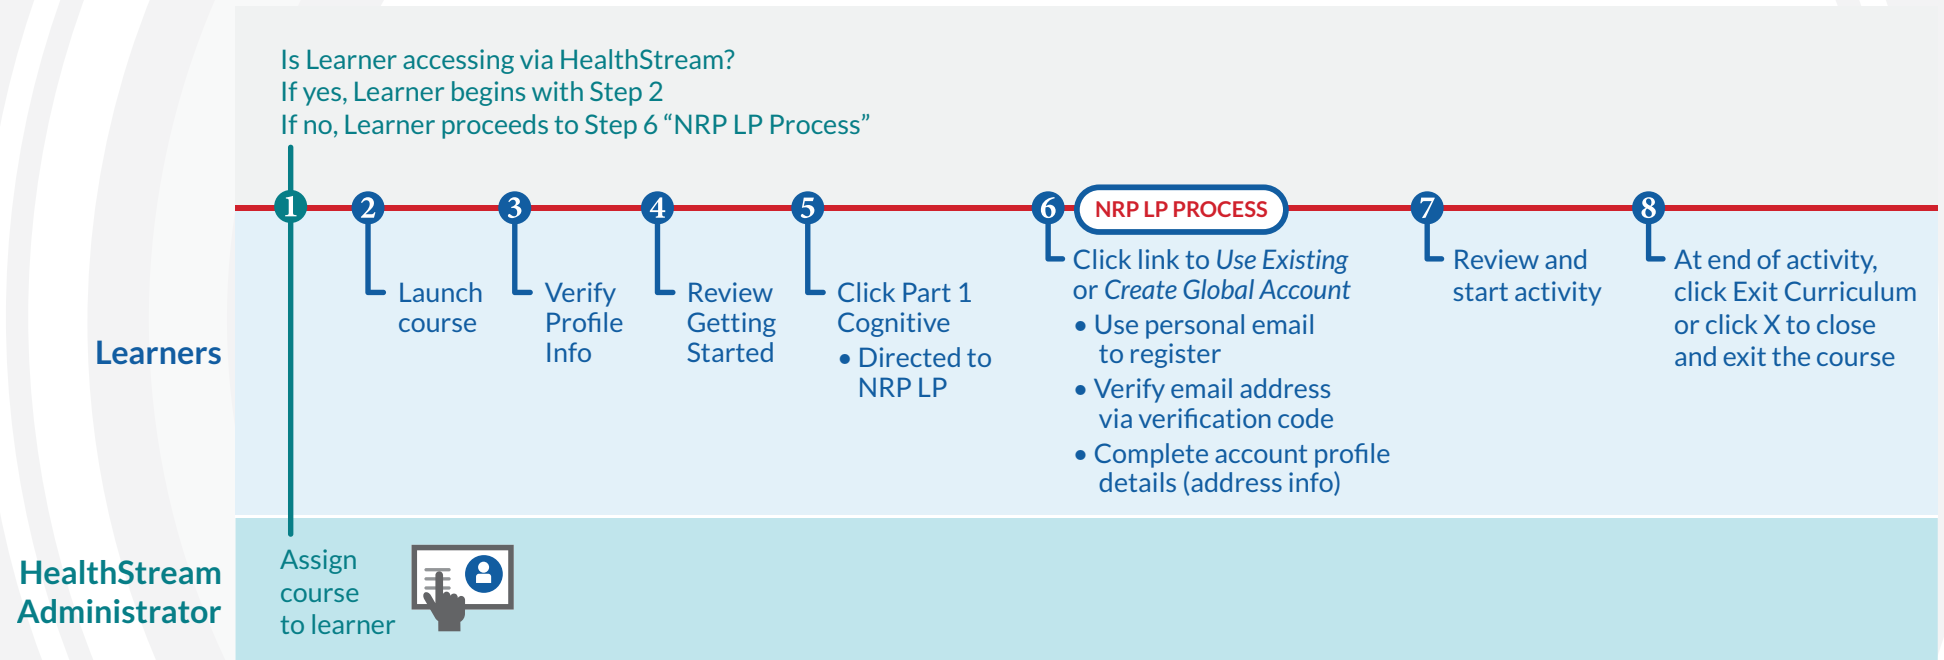 Is Learner accessing via HealthStream?
If yes, Learner begins with Step 2
If no, Learner proceeds to Step 6 “NRP LP Process”
1
2
3
4
5
6
NRP LP PROCESS
7
8
Learners
Launch
course
Verify
Profile
Info
Review
Getting
Started
Click Part 1
Cognitive
• Directed to
NRP LP
Click link to Use Existing
or Create Global Account
• Use personal email
to register
• Verify email address
via verification code
• Complete account profile
details (address info)
Review and
start activity
At end of activity,
click Exit Curriculum
or click X to close
and exit the course
HealthStream
Administrator
Assign
course
to learner